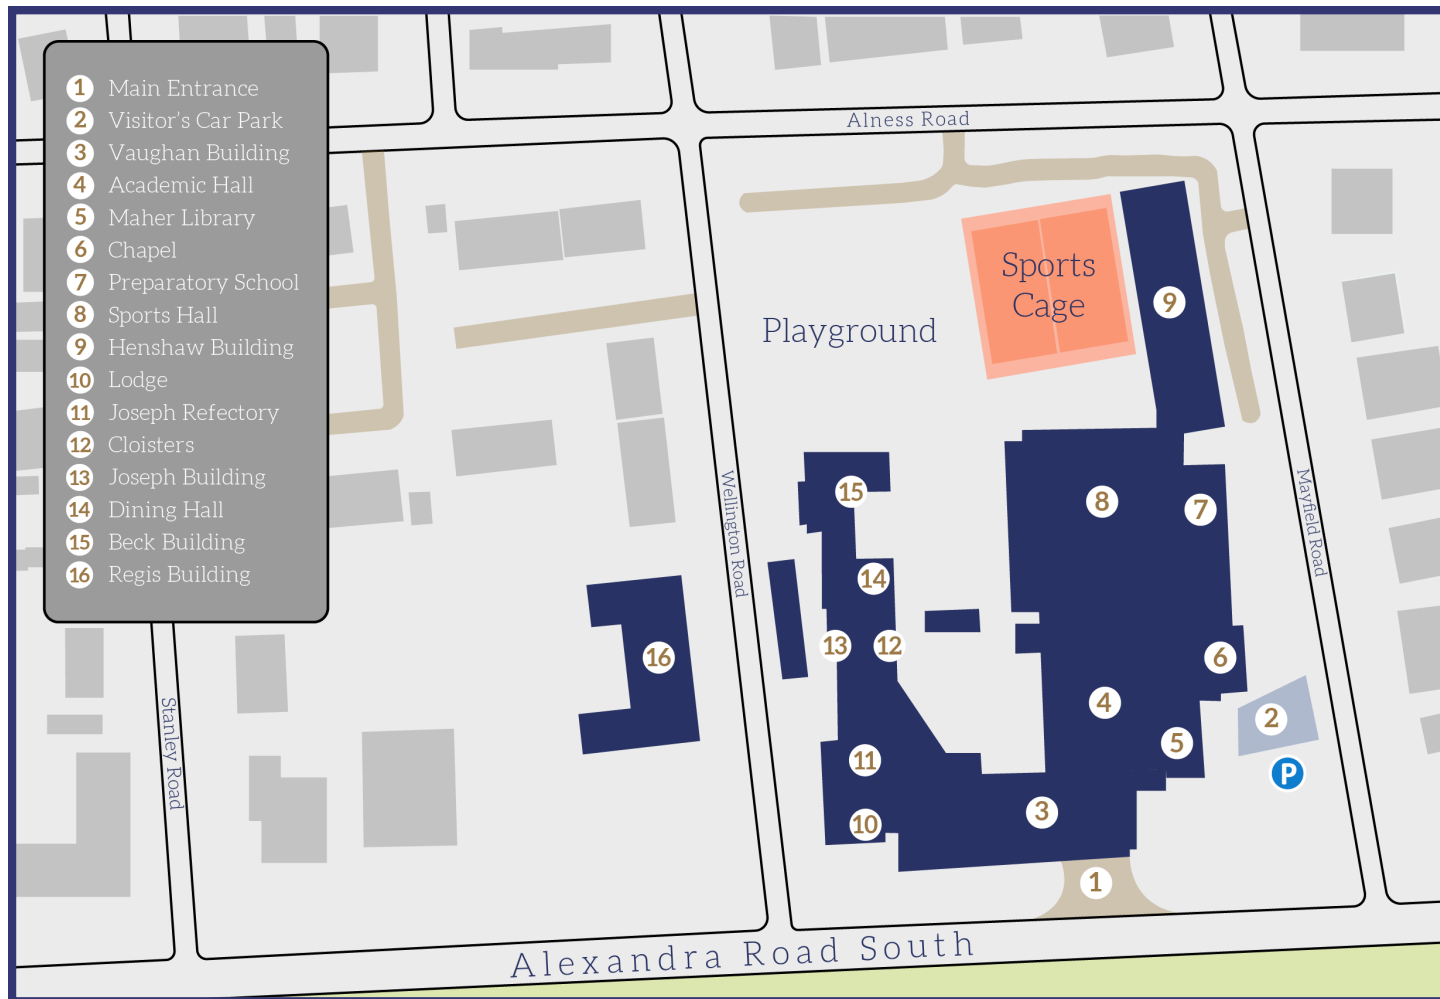 1 Main Entrance
2 Visitor's Car Park
3 Vaughan Building
4 Academic Hall
5 Maher Library
6 Chapel
7 Preparatory School
8 Sports Hall
9 Henshaw Building
10 Lodge
11 Joseph Refectory
12 Cloisters
13 Joseph Building
14 Dining Hall
15 Beck Building
16 Regis Building
Alness Road
Sports
Cage
9
Playground
Wellington Road
Mayfield Road
15
8
7
14
13
12
16
6
4
2
5
Stanley Road
11
P
3
10
1
Alexandra Road South